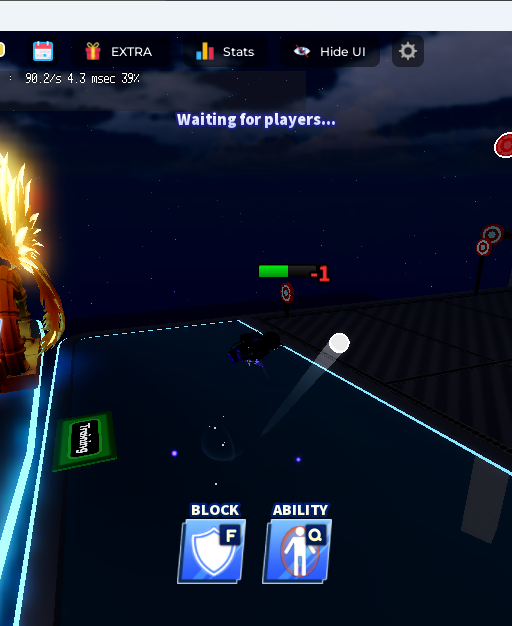 EXTRA
Stats
Hide UI
: 90.2/s 4.3 msec 39%
Waiting for players...
-1
Training
BLOCK
ABILITY
F
Q